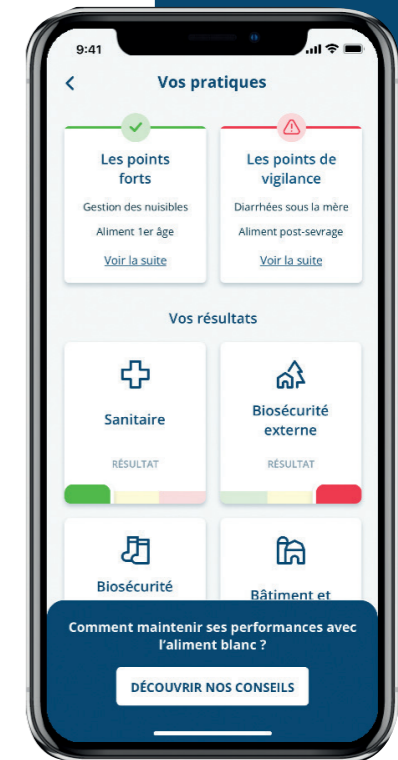 9:41
Vos pratiques
Les points
forts
Gestion des nuisibles
Aliment 1er âge
Voir la suite
Les points de
vigilance
Diarrhées sous la mère
Aliment post-sevrage
Voir la suite
Vos résultats
Sanitaire
RÉSULTAT
Biosécurité
externe
RÉSULTAT
Biosécurité
Bâtiment et
Comment maintenir ses performances avec
l'aliment blanc ?
DÉCOUVRIR NOS CONSEILS